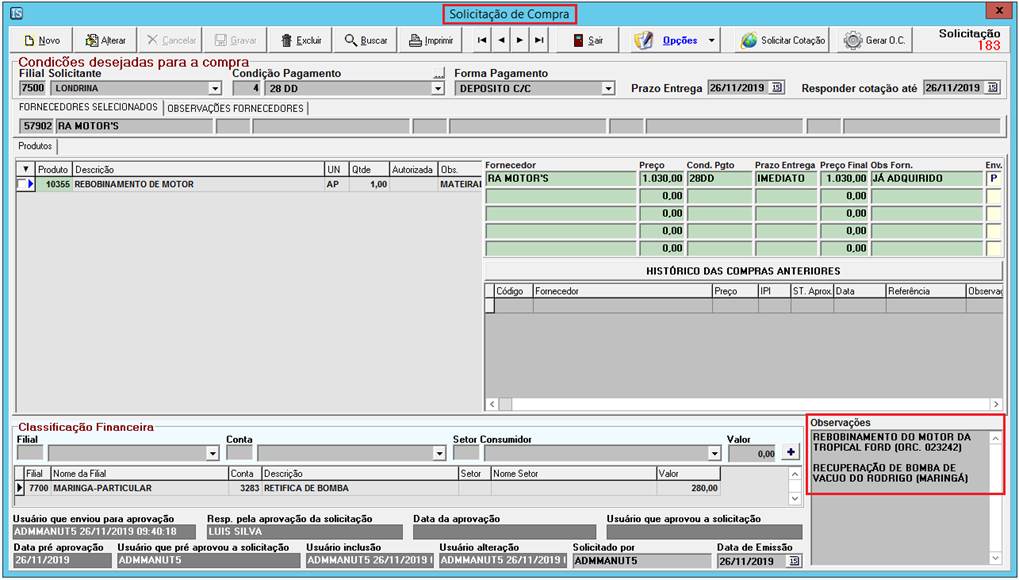 Solicitação de Compra
Novo Alterar Cancelar Gravar Excluir Buscar Imprimir Sair Opções Solicitar Cotação Gerar O.C. Solicitação 183
Condições desejadas para a compra
Filial Solicitante Condição Pagamento ... Forma Pagamento
7500 LONDRINA 4 28 DD DEPOSITO C/C Prazo Entrega 26/11/2019 Responder cotação até 26/11/2019
FORNECEDORES SELECIONADOS OBSERVAÇÕES FORNECEDORES
57902 RA MOTOR'S
Produtos
Produto Descrição UN Qtde Autorizada Obs.
10355 REBOBINAMENTO DE MOTOR AP 1,00 MATEIRAL
Fornecedor Preço Cond. Pgto Prazo Entrega Preço Final Obs Forn. Env.
RA MOTOR'S 1.030,00 28DD IMEDIATO 1.030,00 JÁ ADQUIRIDO P
0,00 0,00
0,00 0,00
0,00 0,00
0,00 0,00
HISTÓRICO DAS COMPRAS ANTERIORES
Código Fornecedor Preço IPI ST. Aprox. Data Referência Observaç
Classificação Financeira
Filial Conta Setor Consumidor Valor
0,00 +
Filial Nome da Filial Conta Descrição Setor Nome Setor Valor
7700 MARINGA-PARTICULAR 3283 RETIFICA DE BOMBA 280,00
Observações
REBOBINAMENTO DO MOTOR DA
TROPICAL FORD (ORC. 023242)
RECUPERAÇÃO DE BOMBA DE
VACUO DO RODRIGO (MARINGÁ)
Usuário que enviou para aprovação Resp. pela aprovação da solicitação Data da aprovação Usuário que aprovou a solicitação
ADMMANUT5 26/11/2019 09:40:18 LUIS SILVA
Data pré aprovação Usuário que pré aprovou a solicitação Usuário inclusão Usuário alteração Solicitado por Data de Emissão
26/11/2019 ADMMANUT5 ADMMANUT5 26/11/2019 ADMMANUT5 26/11/2019 ADMMANUT5 26/11/2019